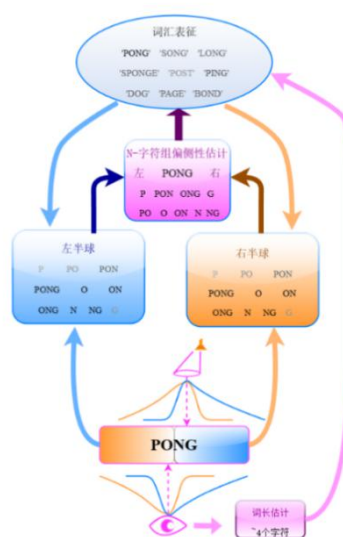 词汇表征
'PONG' 'SONG' 'LONG'
'SPONGE' 'POST' 'PING'
'DOG' 'PAGE' 'BOND'
N-字符组偏侧性估计
左 PONG 右
P PON ONG G
PO O ON N NG
左半球
P PO PON
PONG O ON
ONG N NG G
右半球
P PO PON
PONG O ON
ONG N NG G
PONG
词长估计
~4个字符